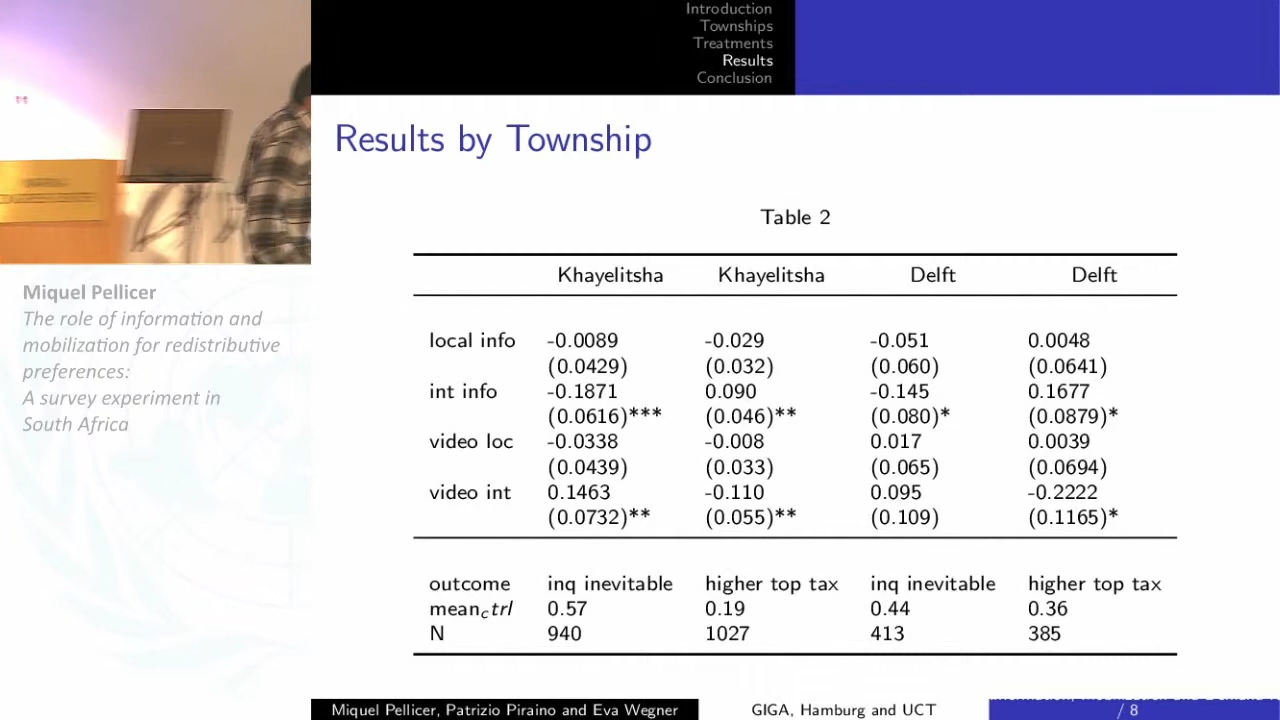 Introduction
Townships
Treatments
Results
Conclusion
Results by Township
Miquel Pellicer
The role of information and
mobilization for redistributive
preferences:
A survey experiment in
South Africa
Table 2
Khayelitsha Khayelitsha Delft Delft
local info -0.0089 -0.029 -0.051 0.0048
(0.0429) (0.032) (0.060) (0.0641)
int info -0.1871 0.090 -0.145 0.1677
(0.0616)*** (0.046)** (0.080)* (0.0879)*
video loc -0.0338 -0.008 0.017 0.0039
(0.0439) (0.033) (0.065) (0.0694)
video int 0.1463 -0.110 0.095 -0.2222
(0.0732)** (0.055)** (0.109) (0.1165)*
outcome inq inevitable higher top tax inq inevitable higher top tax
mean_ctrl 0.57 0.19 0.44 0.36
N 940 1027 413 385
Miquel Pellicer, Patrizio Piraino and Eva Wegner GIGA, Hamburg and UCT / 8